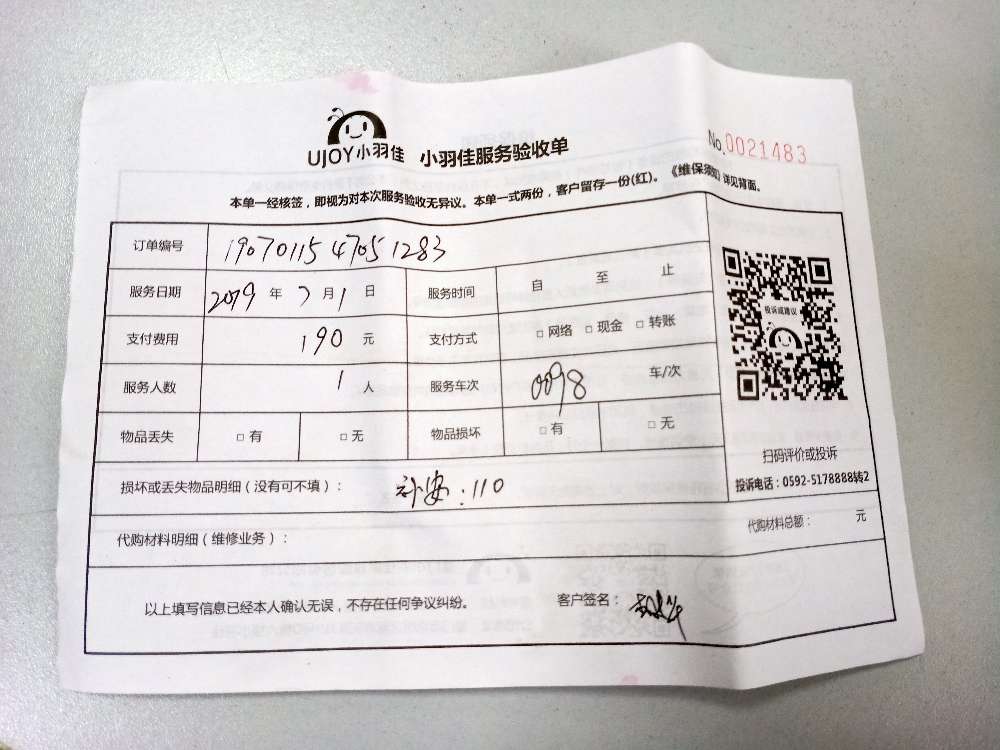 UJOY小羽佳 小羽佳服务验收单
No.0021483
本单一经核签，即视为对本次服务验收无异议。本单一式两份，客户留存一份(红)。《维保须知》详见背面。
订单编号 19070115 47051283
服务日期 2019 年 7 月 1 日 服务时间 自 至 止
支付费用 190 元 支付方式 □ 网络 □ 现金 □ 转账
服务人数 1 人 服务车次 0098 车/次
物品丢失 □ 有 □ 无 物品损坏 □ 有 □ 无
投诉或建议
扫码评价或投诉
投诉电话：0592-5178888转2
损坏或丢失物品明细（没有可不填）： : 110
代购材料明细（维修业务）： 代购材料总额： 元
以上填写信息已经本人确认无误，不存在任何争议纠纷。 客户签名：